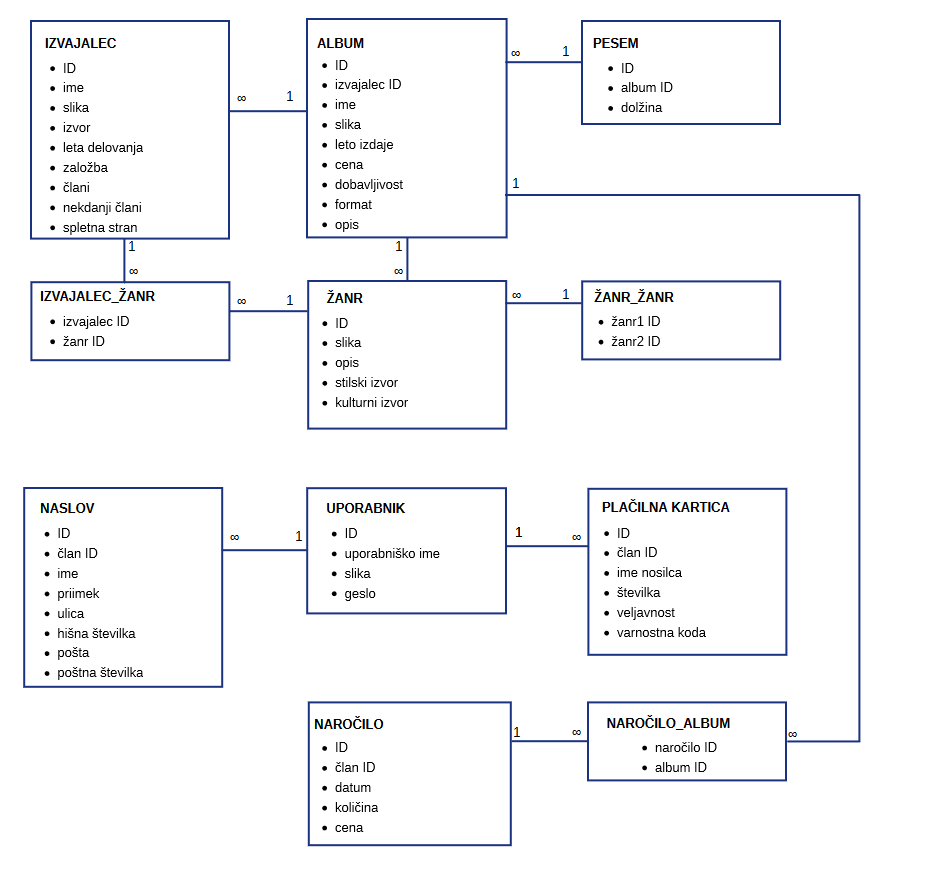 IZVAJALEC
• ID
• ime
• slika
• izvor
• leta delovanja
• založba
• člani
• nekdanji člani
• spletna stran
∞ 1
ALBUM
• ID
• izvajalec ID
• ime
• slika
• leto izdaje
• cena
• dobavljivost
• format
• opis
∞ 1
PESEM
• ID
• album ID
• dolžina
1
1
∞
1
∞
IZVAJALEC_ŽANR
• izvajalec ID
• žanr ID
∞ 1
ŽANR
• ID
• slika
• opis
• stilski izvor
• kulturni izvor
∞ 1
ŽANR_ŽANR
• žanr1 ID
• žanr2 ID
NASLOV
• ID
• član ID
• ime
• priimek
• ulica
• hišna številka
• pošta
• poštna številka
∞ 1
UPORABNIK
• ID
• uporabniško ime
• slika
• geslo
1 ∞
PLAČILNA KARTICA
• ID
• član ID
• ime nosilca
• številka
• veljavnost
• varnostna koda
NAROČILO
• ID
• član ID
• datum
• količina
• cena
1 ∞
NAROČILO_ALBUM
• naročilo ID
• album ID
∞